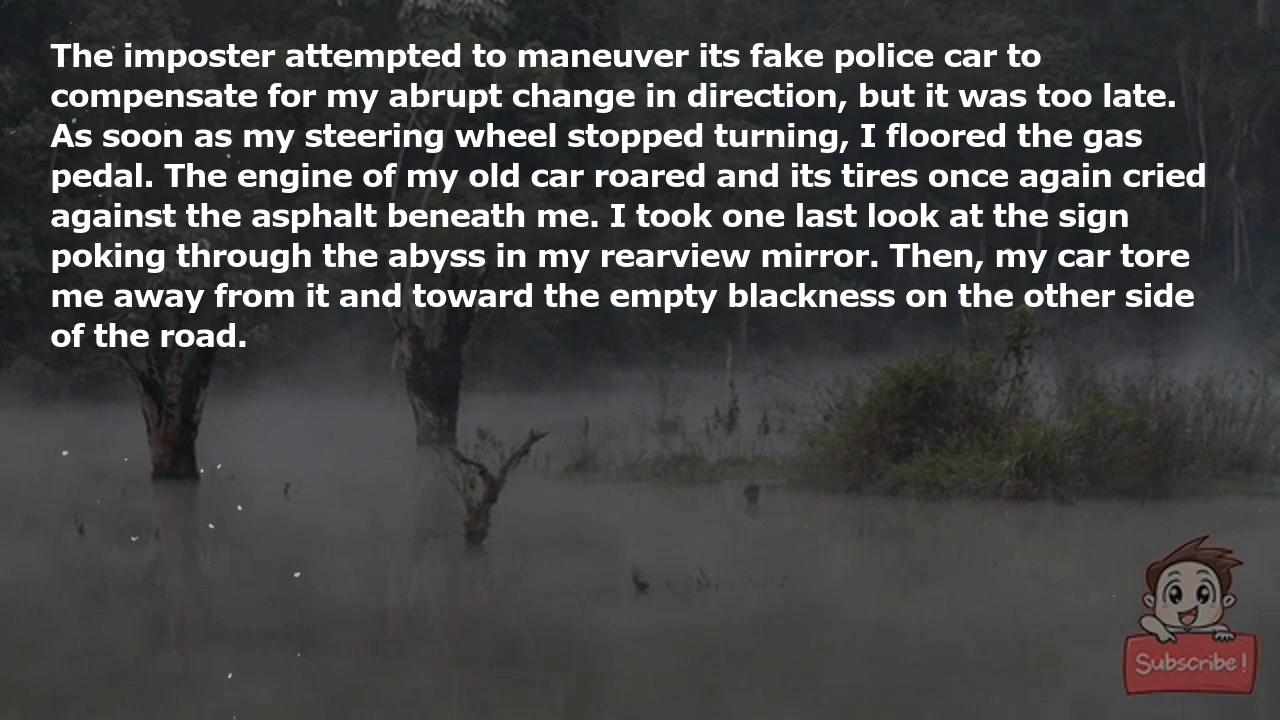 The imposter attempted to maneuver its fake police car to
compensate for my abrupt change in direction, but it was too late.
As soon as my steering wheel stopped turning, I floored the gas
pedal. The engine of my old car roared and its tires once again cried
against the asphalt beneath me. I took one last look at the sign
poking through the abyss in my rearview mirror. Then, my car tore
me away from it and toward the empty blackness on the other side
of the road.
Subscribe!